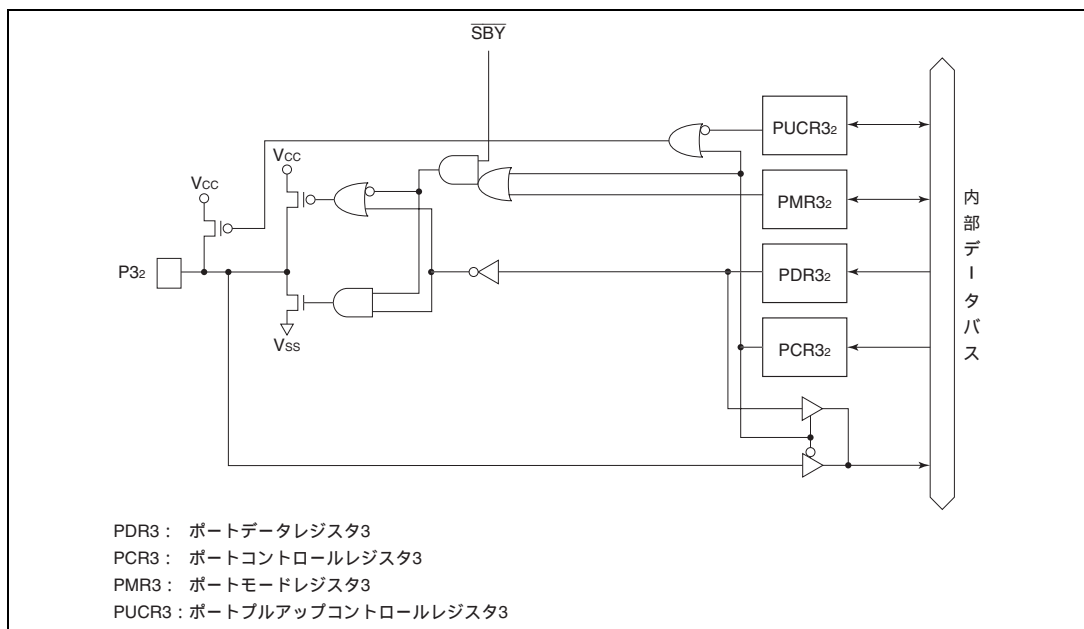 SBY
PUCR32
VCC
PMR32
VCC
P32
PDR32
VSS
PCR32
内部データバス
PDR3： ポートデータレジスタ3
PCR3： ポートコントロールレジスタ3
PMR3： ポートモードレジスタ3
PUCR3：ポートプルアップコントロールレジスタ3